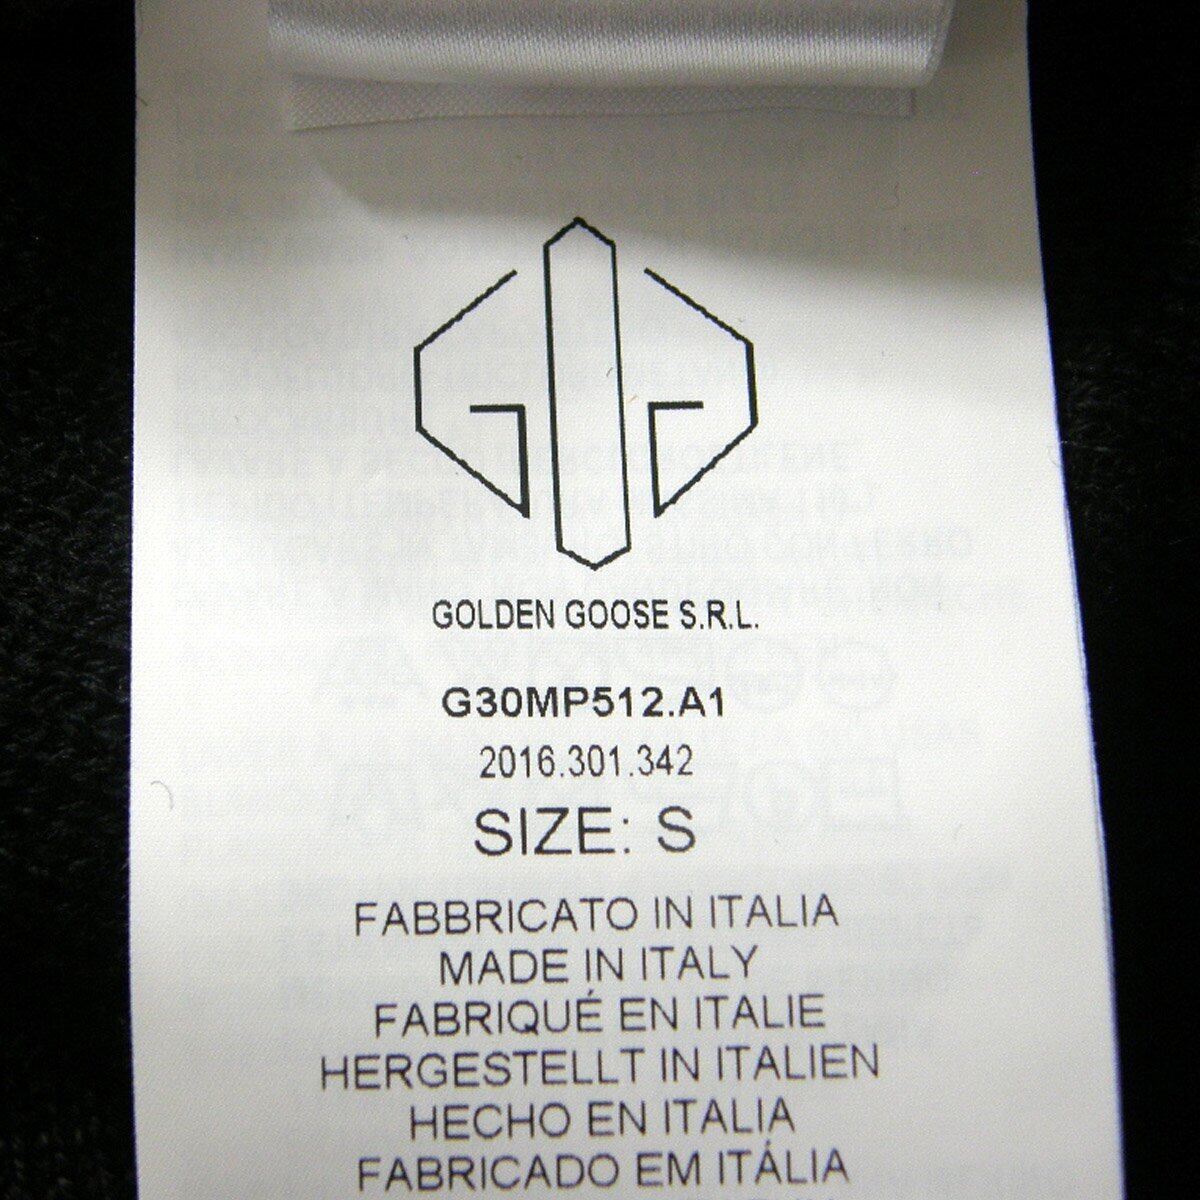 GOLDEN GOOSE S.R.L.
G30MP512.A1
2016.301.342
SIZE: S
FABBRICATO IN ITALIA
MADE IN ITALY
FABRIQUÉ EN ITALIE
HERGESTELLT IN ITALIEN
HECHO EN ITALIA
FABRICADO EM ITÁLIA